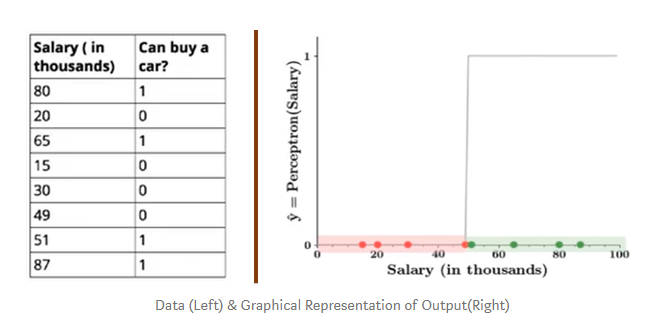 Salary ( in thousands) Can buy a car?
80 1
20 0
65 1
15 0
30 0
49 0
51 1
87 1
ŷ = Perceptron(Salary)
1
0
0 20 40 60 80 100
Salary (in thousands)
Data (Left) & Graphical Representation of Output(Right)